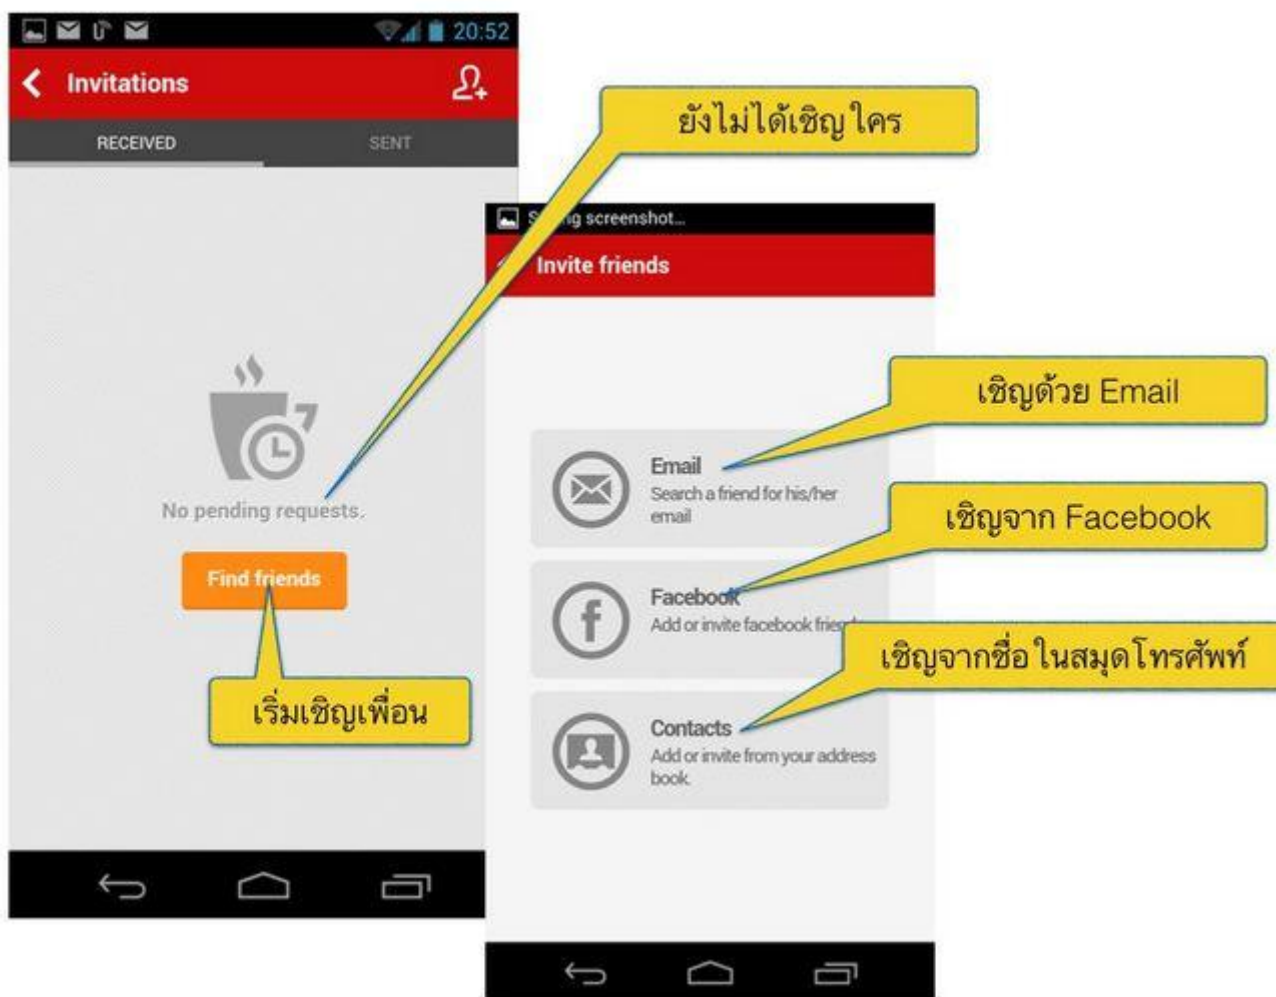 20:52
Invitations
RECEIVED
SENT
ยังไม่ได้เชิญใคร
No pending requests.
Find friends
เริ่มเชิญเพื่อน
screenshot...
Invite friends
เชิญด้วย Email
Email
Search a friend for his/her
email
เชิญจาก Facebook
Facebook
Add or invite facebook
เชิญจากชื่อในสมุดโทรศัพท์
Contacts
Add or invite from your address
book.